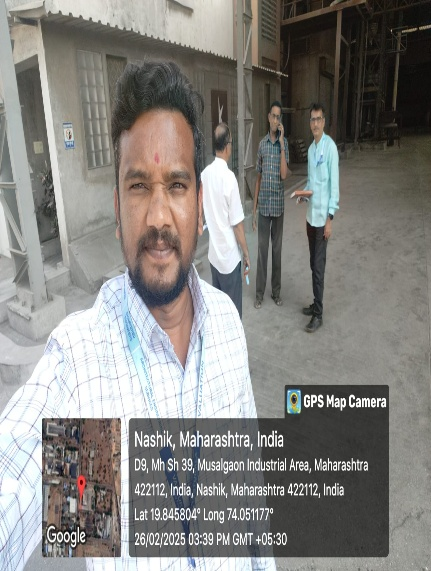 GPS Map Camera
Nashik, Maharashtra, India
D9, Mh Sh 39, Musalgaon Industrial Area, Maharashtra
422112, India, Nashik, Maharashtra 422112, India
Lat 19.845804° Long 74.051177°
26/02/2025 03:39 PM GMT +05:30
Google